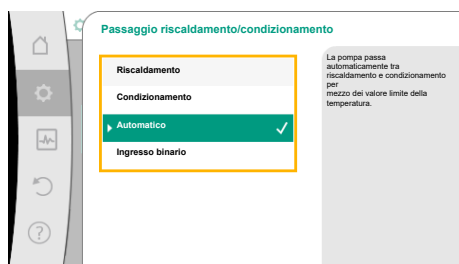 Passaggio riscaldamento/condizionamento
Riscaldamento
Condizionamento
Automatico
Ingresso binario
La pompa passa
automaticamente tra
riscaldamento e condizionamento
per
mezzo dei valore limite della
temperatura.